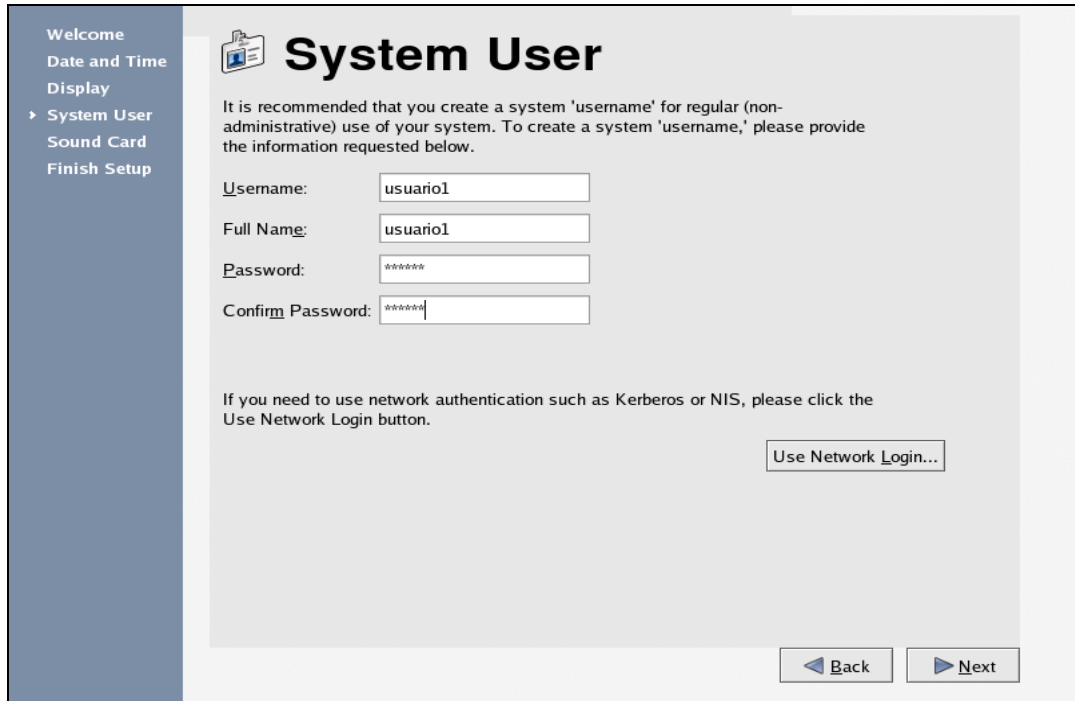 Welcome
Date and Time
Display
System User
Sound Card
Finish Setup
System User
It is recommended that you create a system 'username' for regular (non-
administrative) use of your system. To create a system 'username,' please provide
the information requested below.
Username: usuario1
Full Name: usuario1
Password: ******
Confirm Password: ******
If you need to use network authentication such as Kerberos or NIS, please click the
Use Network Login button.
Use Network Login...
Back Next